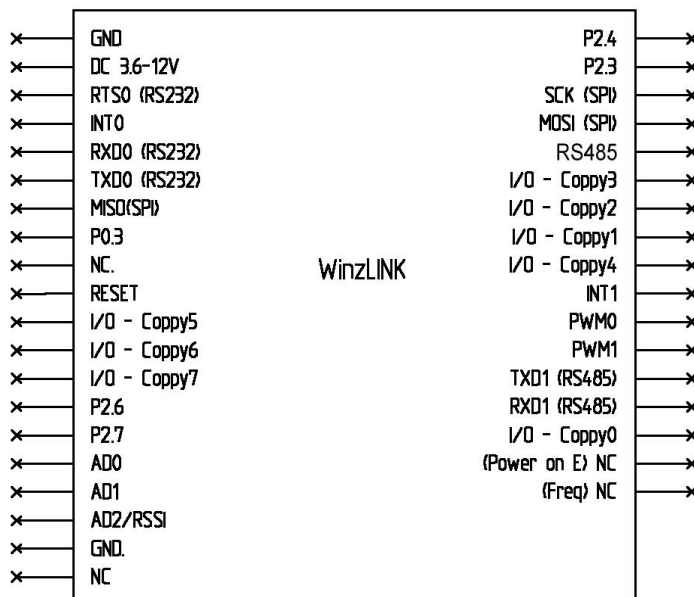 GND
DC 3.6-12V
RTS0 (RS232)
INT0
RXD0 (RS232)
TXD0 (RS232)
MISO(SPI)
P0.3
NC.
RESET
I/O - Coppy5
I/O - Coppy6
I/O - Coppy7
P2.6
P2.7
AD0
AD1
AD2/RSSI
GND.
NC
WinzLINK
P2.4
P2.3
SCK (SPI)
MOSI (SPI)
RS485
I/O - Coppy3
I/O - Coppy2
I/O - Coppy1
I/O - Coppy4
INT1
PWM0
PWM1
TXD1 (RS485)
RXD1 (RS485)
I/O - Coppy0
(Power on E) NC
(Freq) NC